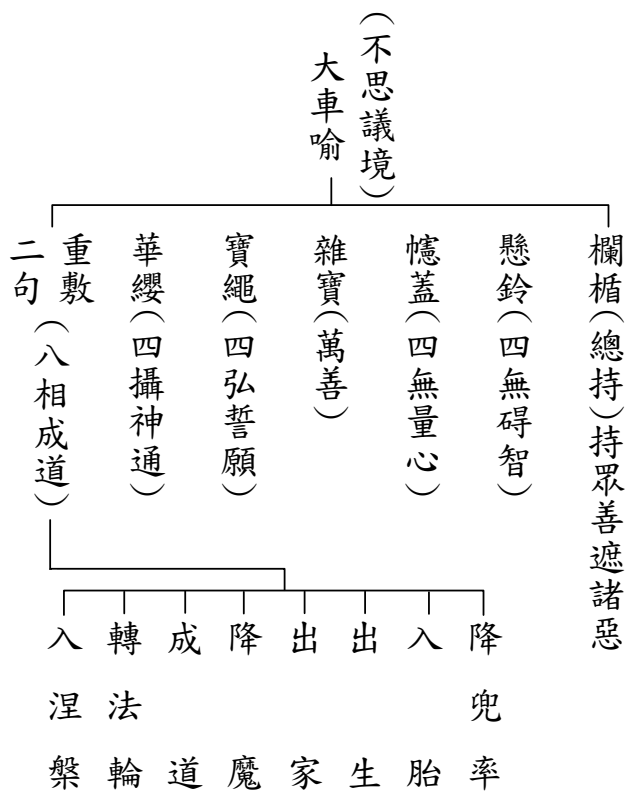 (不思議境)
大車喻
欄楯(總持)持眾善遮諸惡
懸鈴(四無碍智)
幰蓋(四無量心)
雜寶(萬善)
寶繩(四弘誓願)
華纓(四攝神通)
重敷
二句
(八相成道)
降兜率
入胎
出生
出家
降魔
成道
轉法輪
入涅槃